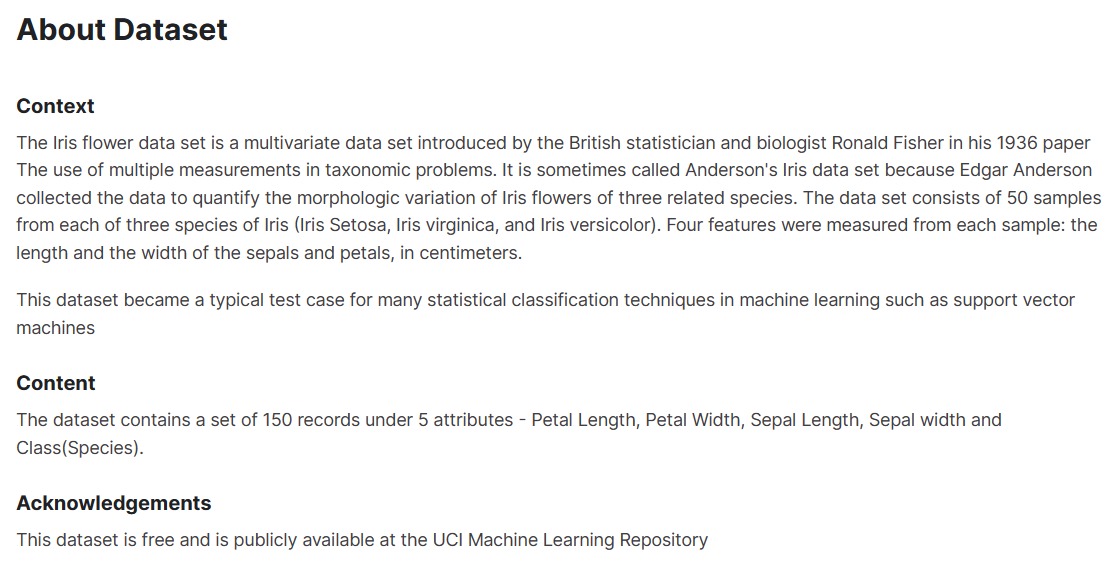 About Dataset
Context
The Iris flower data set is a multivariate data set introduced by the British statistician and biologist Ronald Fisher in his 1936 paper
The use of multiple measurements in taxonomic problems. It is sometimes called Anderson's Iris data set because Edgar Anderson
collected the data to quantify the morphologic variation of Iris flowers of three related species. The data set consists of 50 samples
from each of three species of Iris (Iris Setosa, Iris virginica, and Iris versicolor). Four features were measured from each sample: the
length and the width of the sepals and petals, in centimeters.
This dataset became a typical test case for many statistical classification techniques in machine learning such as support vector
machines
Content
The dataset contains a set of 150 records under 5 attributes - Petal Length, Petal Width, Sepal Length, Sepal width and
Class(Species).
Acknowledgements
This dataset is free and is publicly available at the UCI Machine Learning Repository